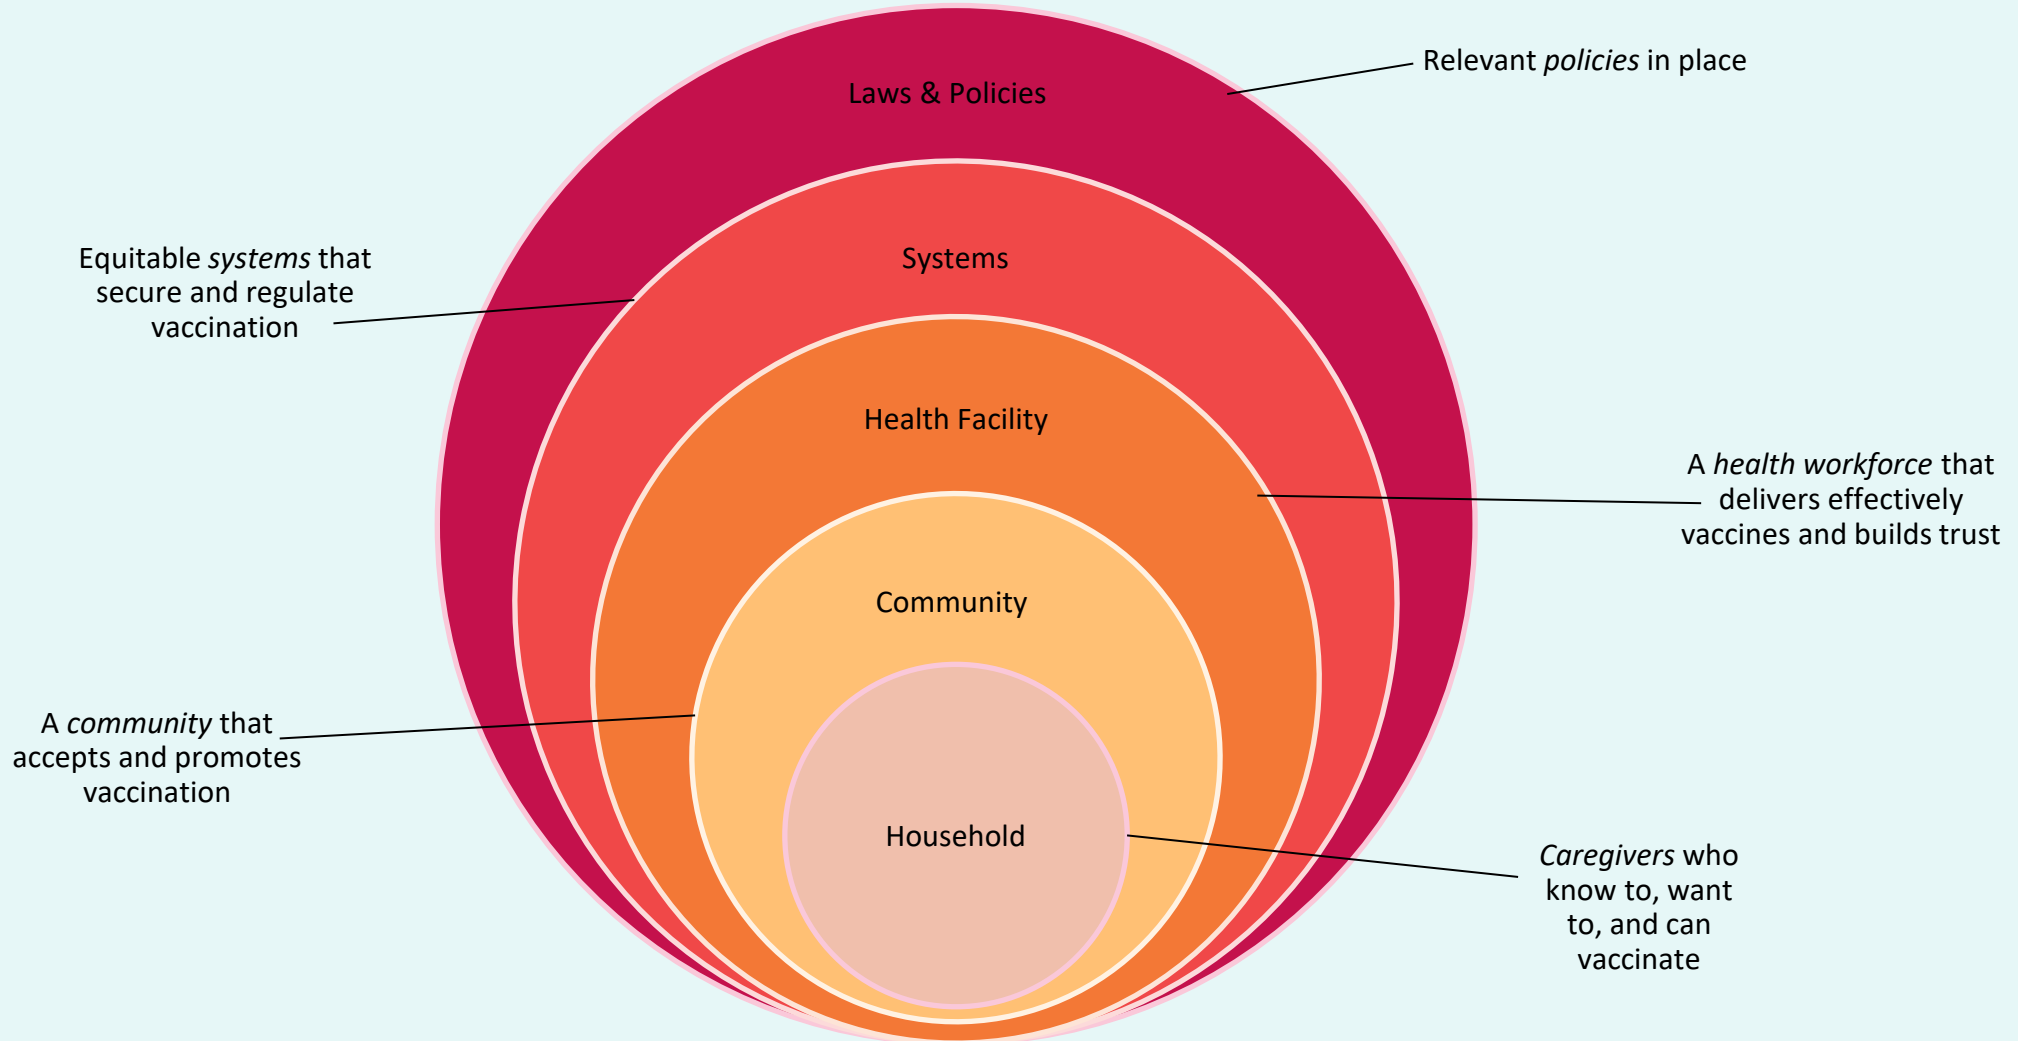 Relevant policies in place
Laws & Policies
Equitable systems that
secure and regulate
vaccination
Systems
Health Facility
A health workforce that
delivers effectively
vaccines and builds trust
Community
A community that
accepts and promotes
vaccination
Household
Caregivers who
know to, want
to, and can
vaccinate